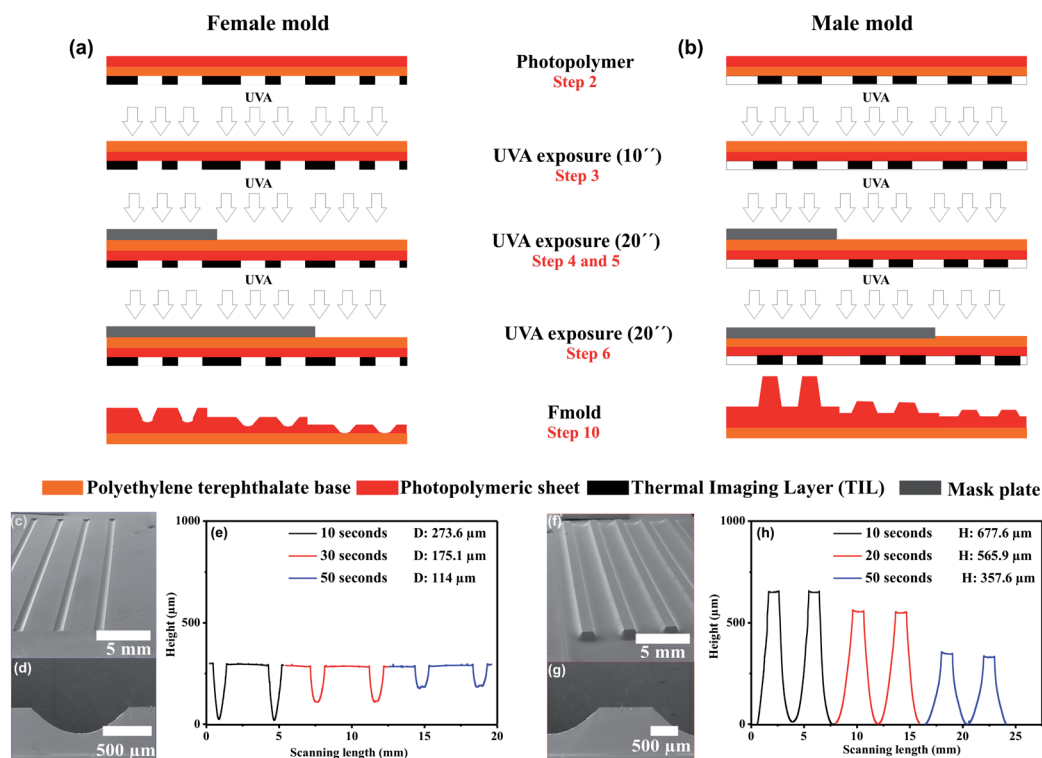 Female mold
Male mold
(a)
(b)
Photopolymer
Step 2
UVA
UVA
UVA exposure (10´´)
Step 3
UVA
UVA
UVA exposure (20´´)
Step 4 and 5
UVA
UVA
UVA exposure (20´´)
Step 6
Fmold
Step 10
Polyethylene terephthalate base
Photopolymeric sheet
Thermal Imaging Layer (TIL)
Mask plate
(c)
5 mm
(d)
500 µm
(e)
10 seconds D: 273.6 µm
30 seconds D: 175.1 µm
50 seconds D: 114 µm
Height (µm)
1000
500
0
0 5 10 15 20
Scanning length (mm)
(f)
5 mm
(g)
500 µm
(h)
10 seconds H: 677.6 µm
20 seconds H: 565.9 µm
50 seconds H: 357.6 µm
Height (µm)
1000
500
0
0 5 10 15 20 25
Scanning length (mm)